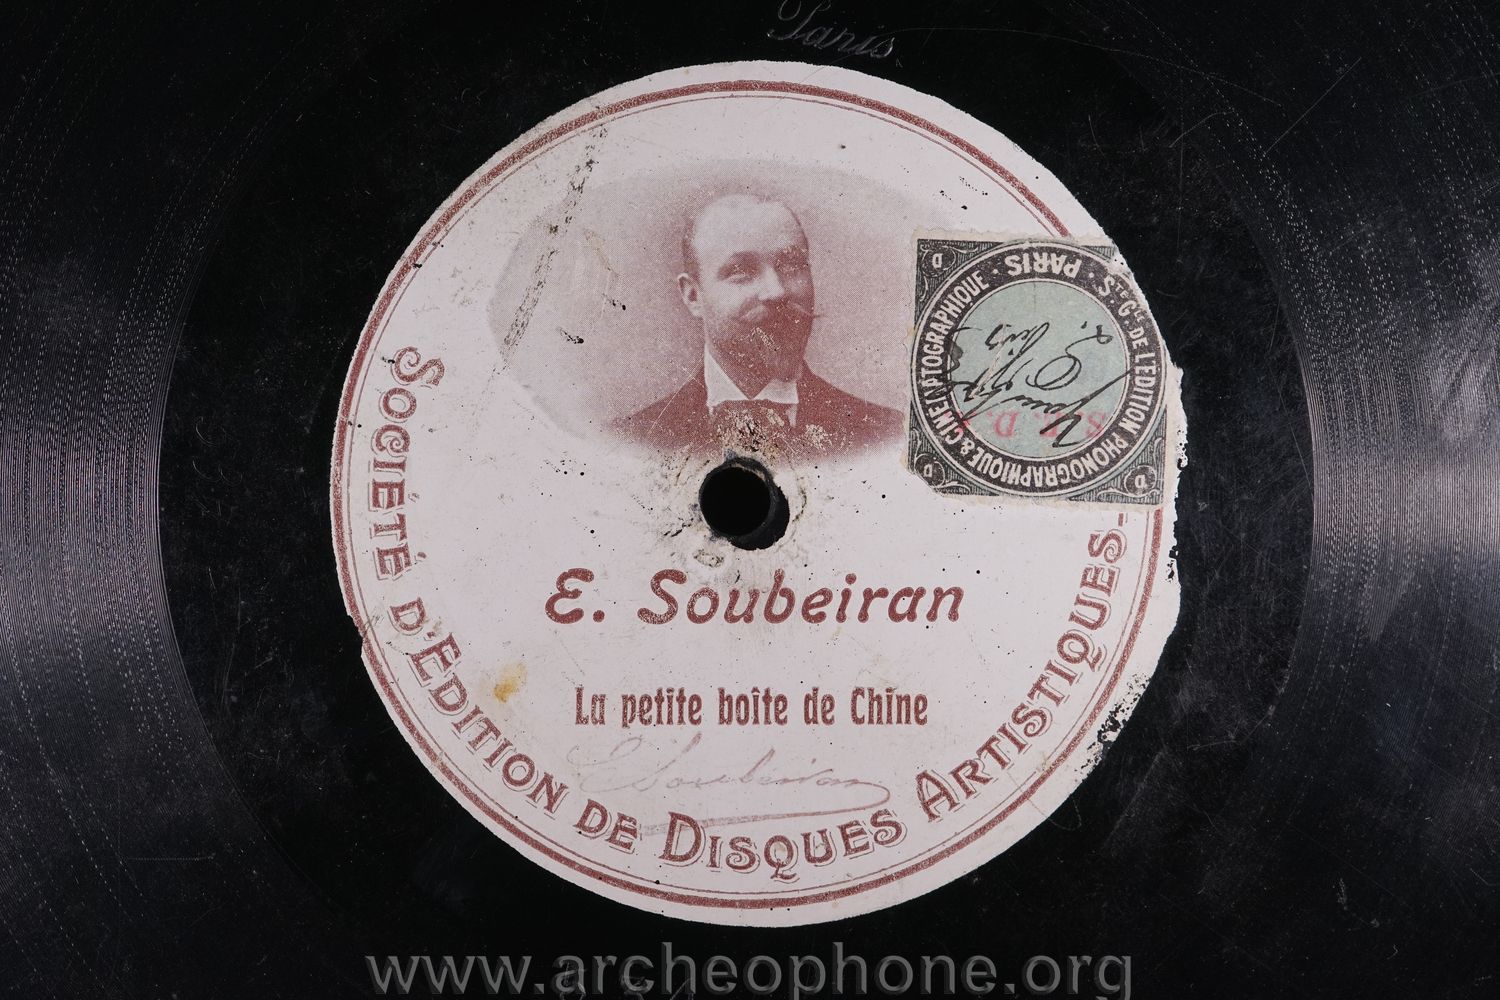 Paris
E. Soubeiran
La petite boîte de Chine
E Soubeiran
SOCIÉTÉ D'EDITION DE DISQUES ARTISTIQUES
STÉ GLE DE L'EDITION PHONOGRAPHIQUE & CINEMATOGRAPHIQUE · PARIS ·
D
D
D
D
www.archeophone.org